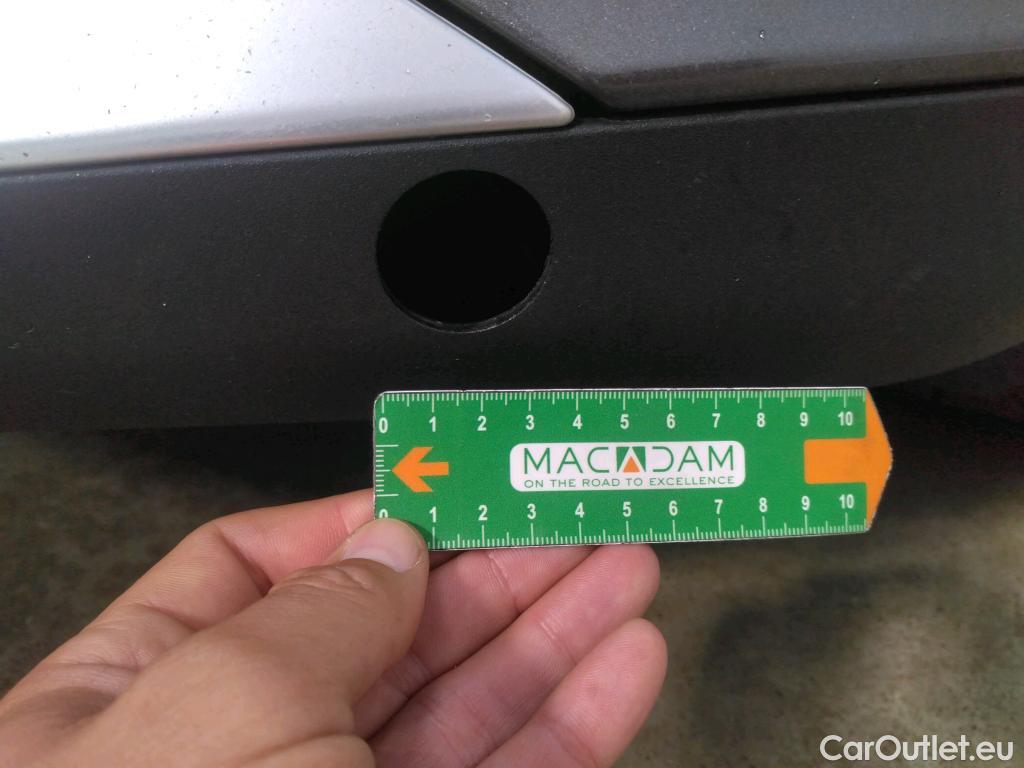 0 1 2 3 4 5 6 7 8 9 10
MACADAM
ON THE ROAD TO EXCELLENCE
0 1 2 3 4 5 6 7 8 9 10
CarOutlet.eu